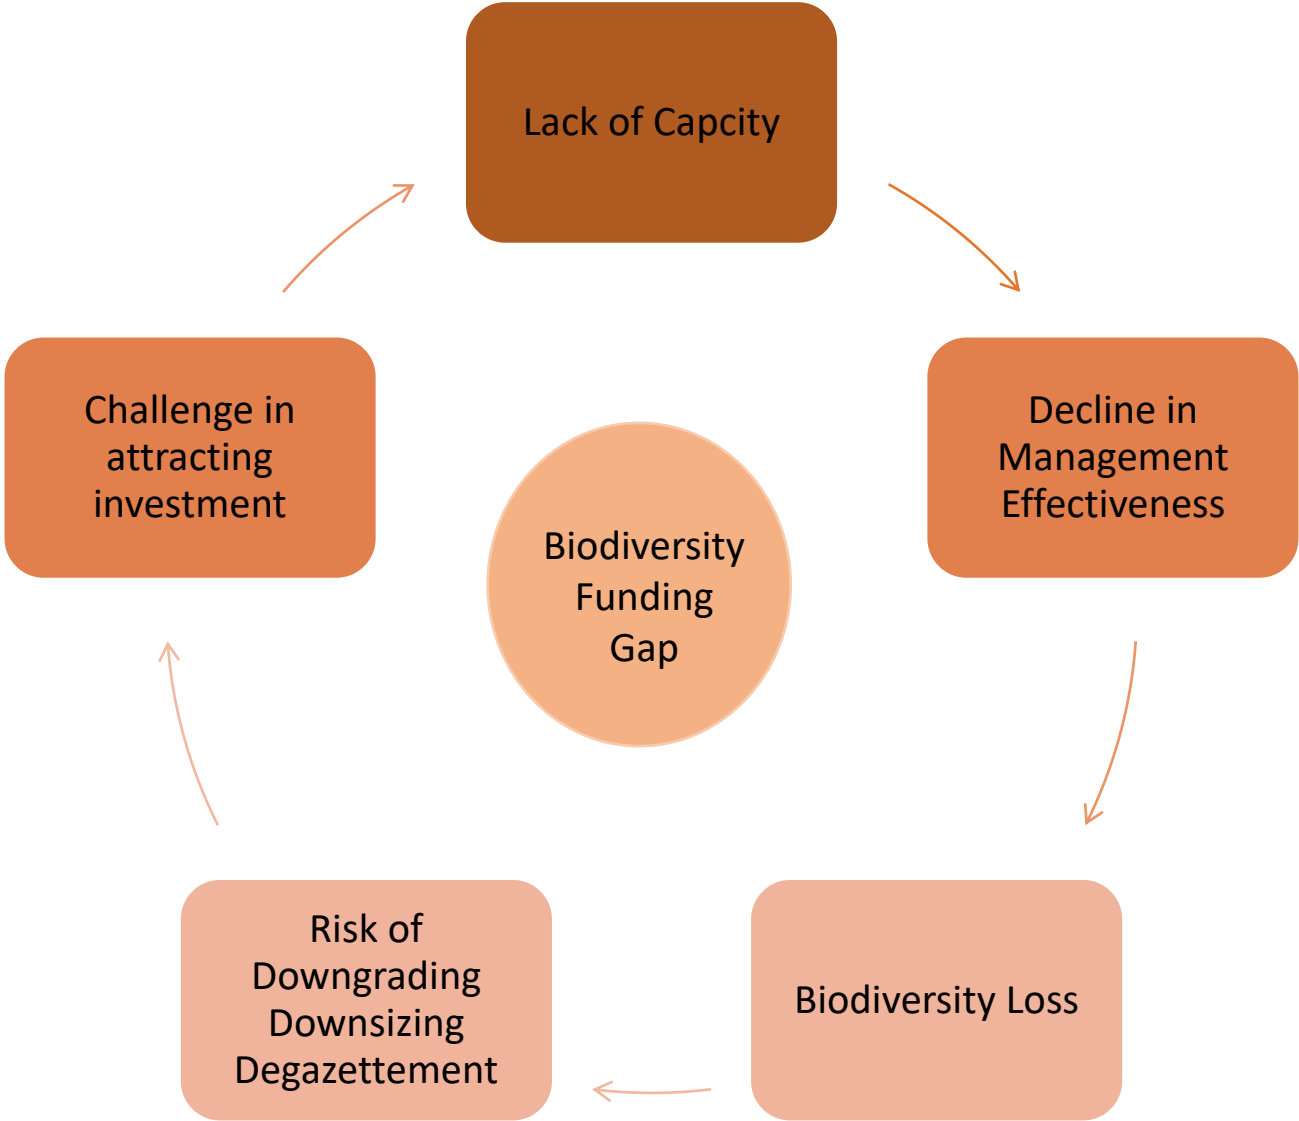 Lack of Capcity
Decline in
Management
Effectiveness
Biodiversity Loss
Risk of
Downgrading
Downsizing
Degazettement
Challenge in
attracting
investment
Biodiversity
Funding
Gap